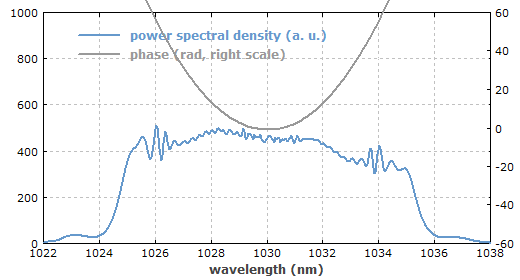 1000 60
power spectral density (a. u.)
800 phase (rad, right scale) 40
600 20
400 0
-20
200 -40
0 -60
1022 1024 1026 1028 1030 1032 1034 1036 1038
wavelength (nm)